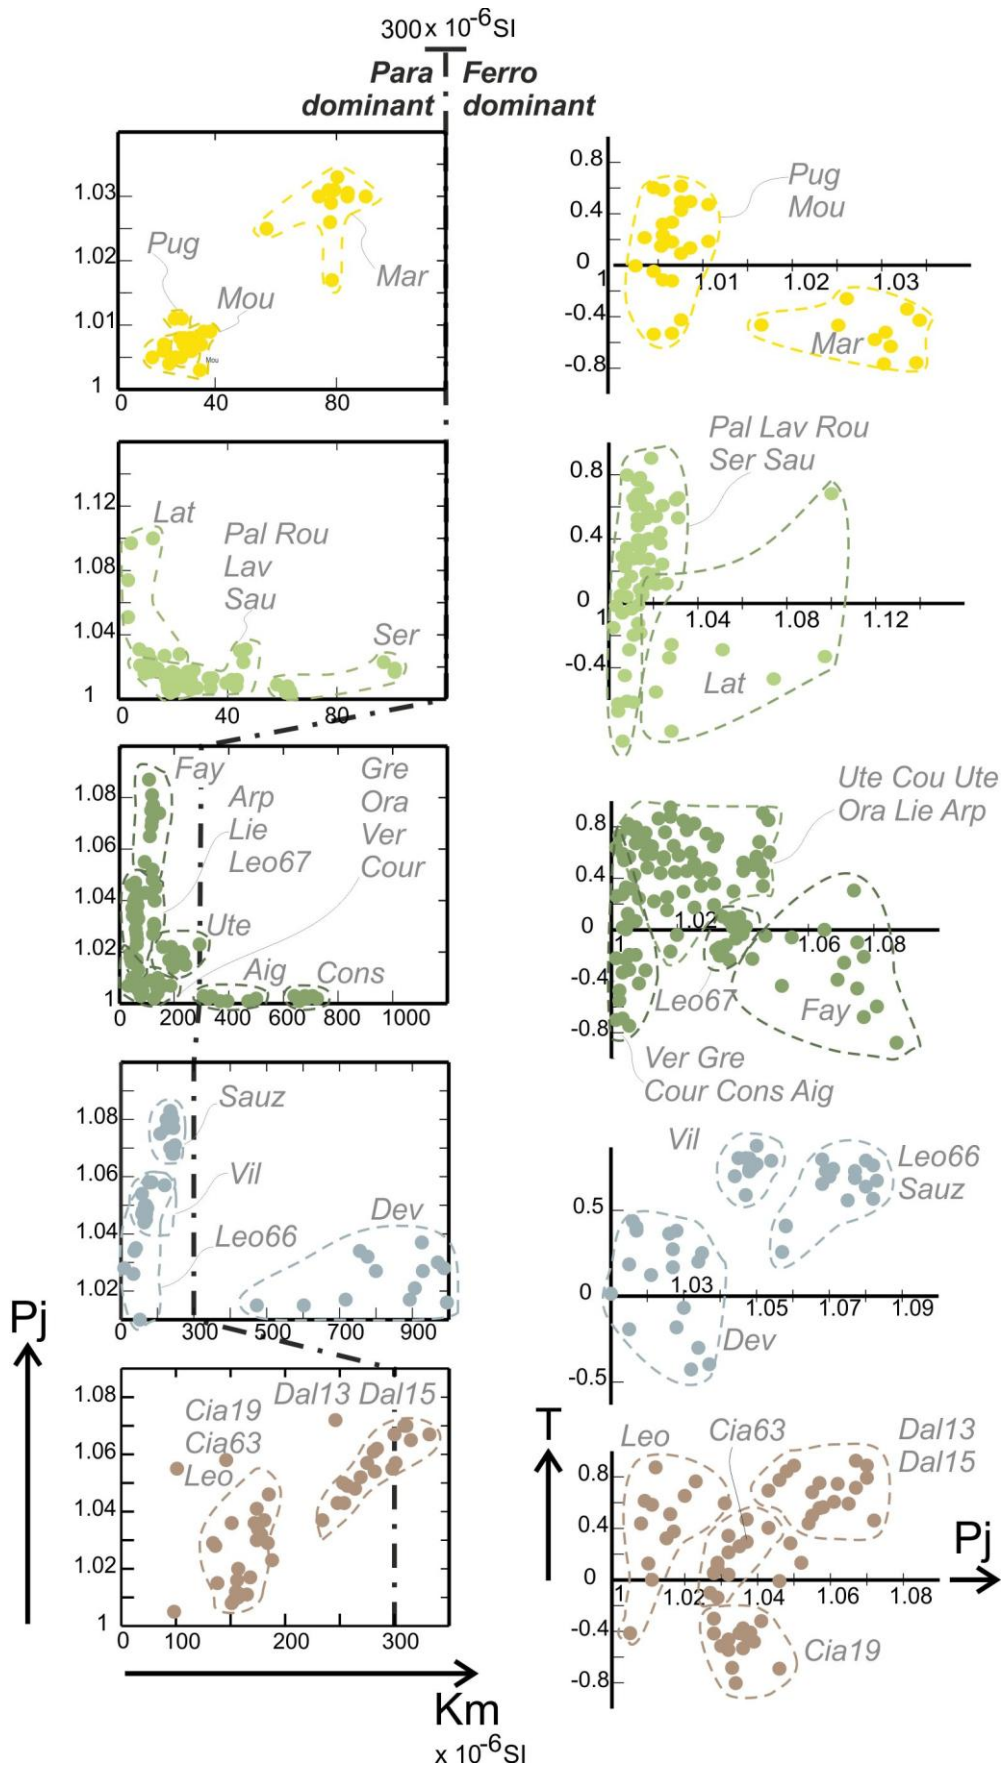 300 x 10⁻⁶ SI
Para dominant
Ferro dominant
1.03
1.02
1.01
1
0
40
80
Pug
Mou
Mar
Mou
0.8
0.4
0
-0.4
-0.8
1
1.01
1.02
1.03
Pug
Mou
Mar
1.12
1.08
1.04
1
0
40
80
Lat
Pal Rou
Lav
Sau
Ser
0.8
0.4
0
-0.4
1
1.04
1.08
1.12
Pal Lav Rou
Ser Sau
Lat
1.08
1.06
1.04
1.02
1
0
200
400
600
800
1000
Fay
Arp
Lie
Leo67
Gre
Ora
Ver
Cour
Ute
Aig
Cons
0.8
0.4
0
-0.4
-0.8
1
1.02
1.06
1.08
Ute Cou Ute
Ora Lie Arp
Leo67
Fay
Ver Gre
Cour Cons Aig
1.08
1.06
1.04
1.02
0
300
500
700
900
Sauz
Vil
Leo66
Dev
0.5
0
-0.5
1.03
1.05
1.07
1.09
Vil
Leo66
Sauz
Dev
1.08
1.06
1.04
1.02
1
0
100
200
300
Cia19
Cia63
Leo
Dal13 Dal15
0.8
0.4
0
-0.4
-0.8
1
1.02
1.04
1.06
1.08
Leo
Cia63
Dal13
Dal15
Cia19
Pj
T
Pj
Km
x 10⁻⁶ SI